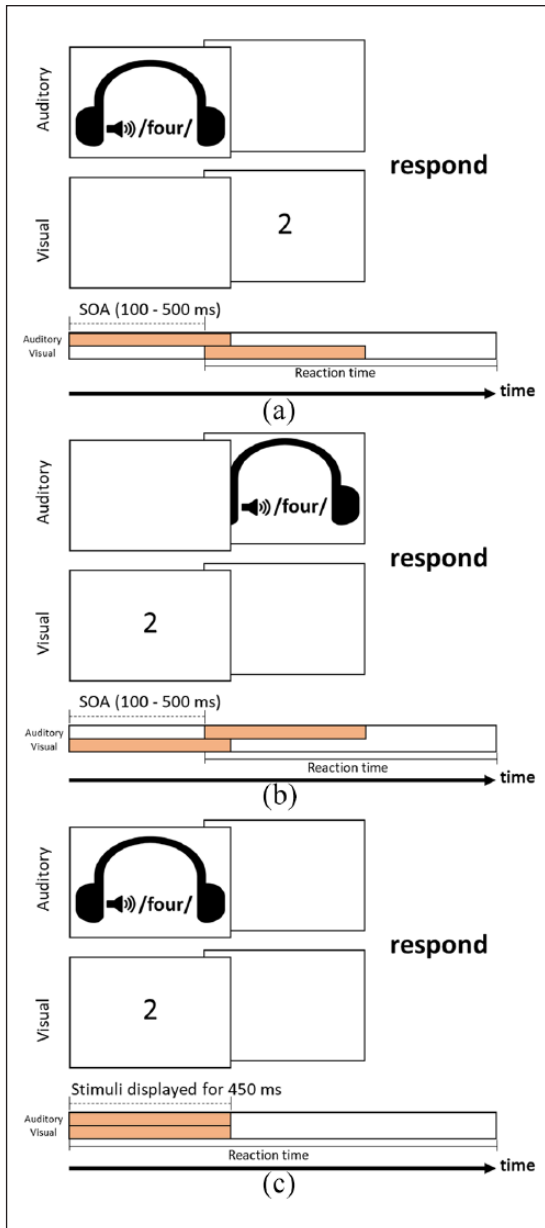 Auditory
/four/
respond
Visual
2
SOA (100 - 500 ms)
Auditory
Visual
Reaction time
time
(a)
Auditory
/four/
respond
Visual
2
SOA (100 - 500 ms)
Auditory
Visual
Reaction time
time
(b)
Auditory
/four/
respond
Visual
2
Stimuli displayed for 450 ms
Auditory
Visual
Reaction time
time
(c)